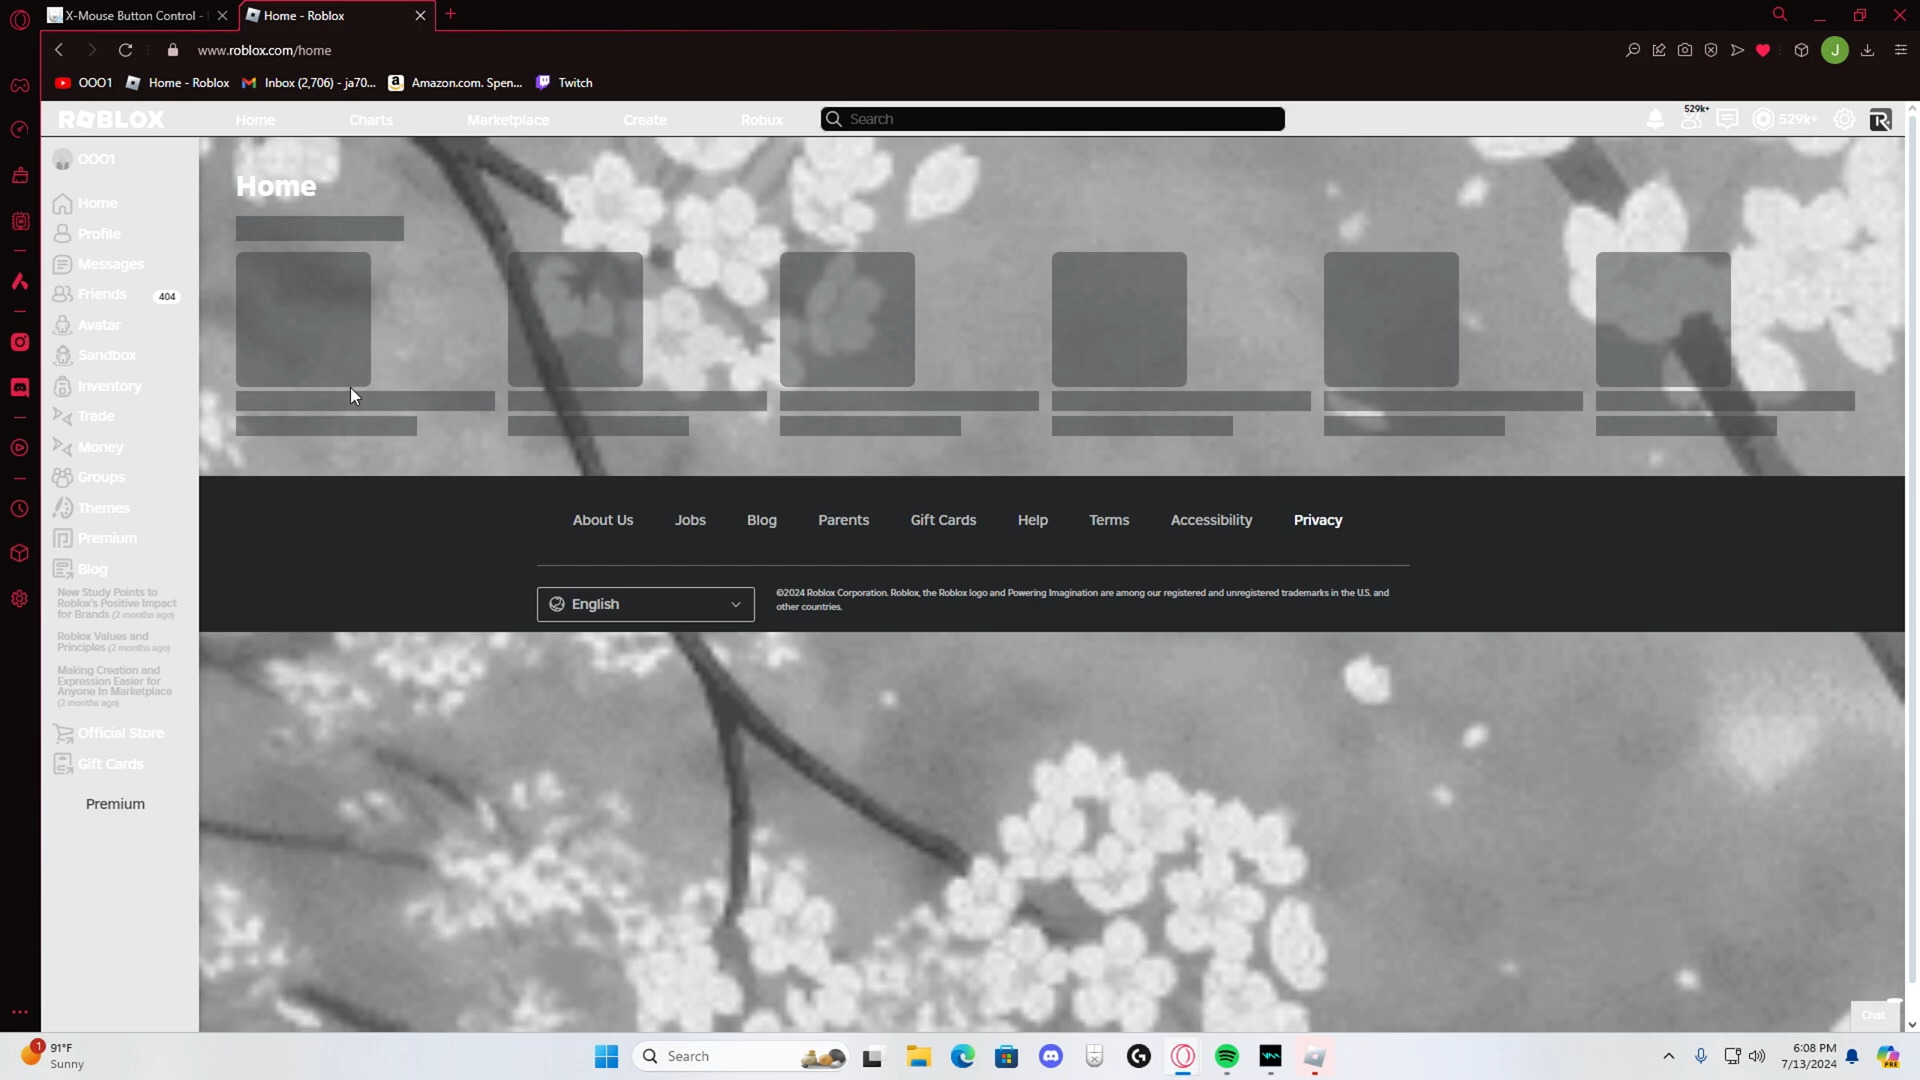 X-Mouse Button Control -
Home - Roblox
www.roblox.com/home
OOO1
Home - Roblox
Inbox (2,706) - ja70...
Amazon.com. Spen...
Twitch
J
ROBLOX
Home
Charts
Marketplace
Create
Robux
Search
529k+
529k+
OOO1
Home
Profile
Messages
Friends 404
Avatar
Sandbox
Inventory
Trade
Money
Groups
Themes
Premium
Blog
New Study Points to
Roblox's Positive Impact
for Brands (2 months ago)
Roblox Values and
Principles (2 months ago)
Making Creation and
Expression Easier for
Anyone in Marketplace
(2 months ago)
Official Store
Gift Cards
Premium
Home
About Us
Jobs
Blog
Parents
Gift Cards
Help
Terms
Accessibility
Privacy
English
©2024 Roblox Corporation. Roblox, the Roblox logo and Powering Imagination are among our registered and unregistered trademarks in the U.S. and
other countries.
Chat
1
91°F
Sunny
Search
6:08 PM
7/13/2024
PRE